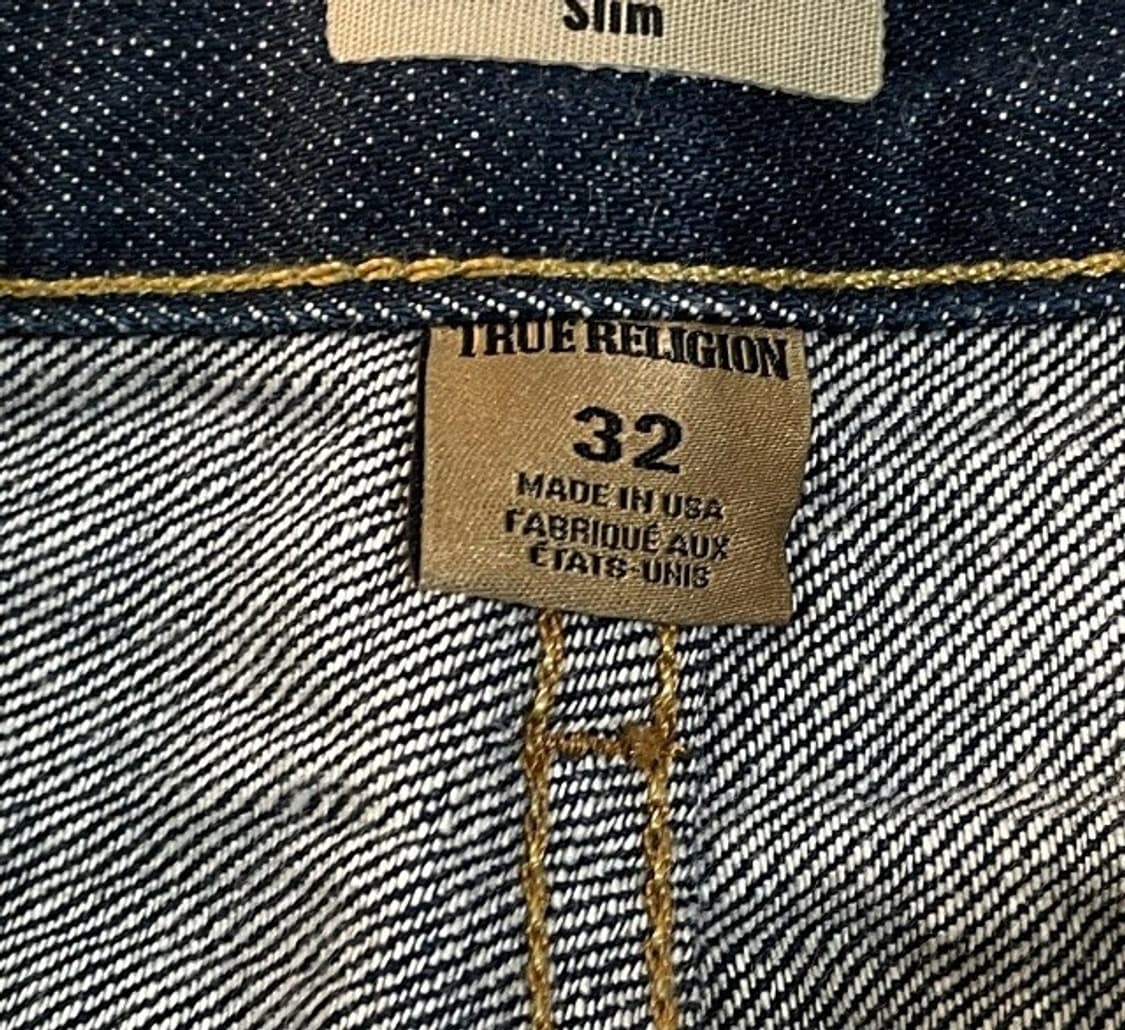 Slim
TRUE RELIGION
32
MADE IN USA
FABRIQUÉ AUX
ÉTATS-UNIS